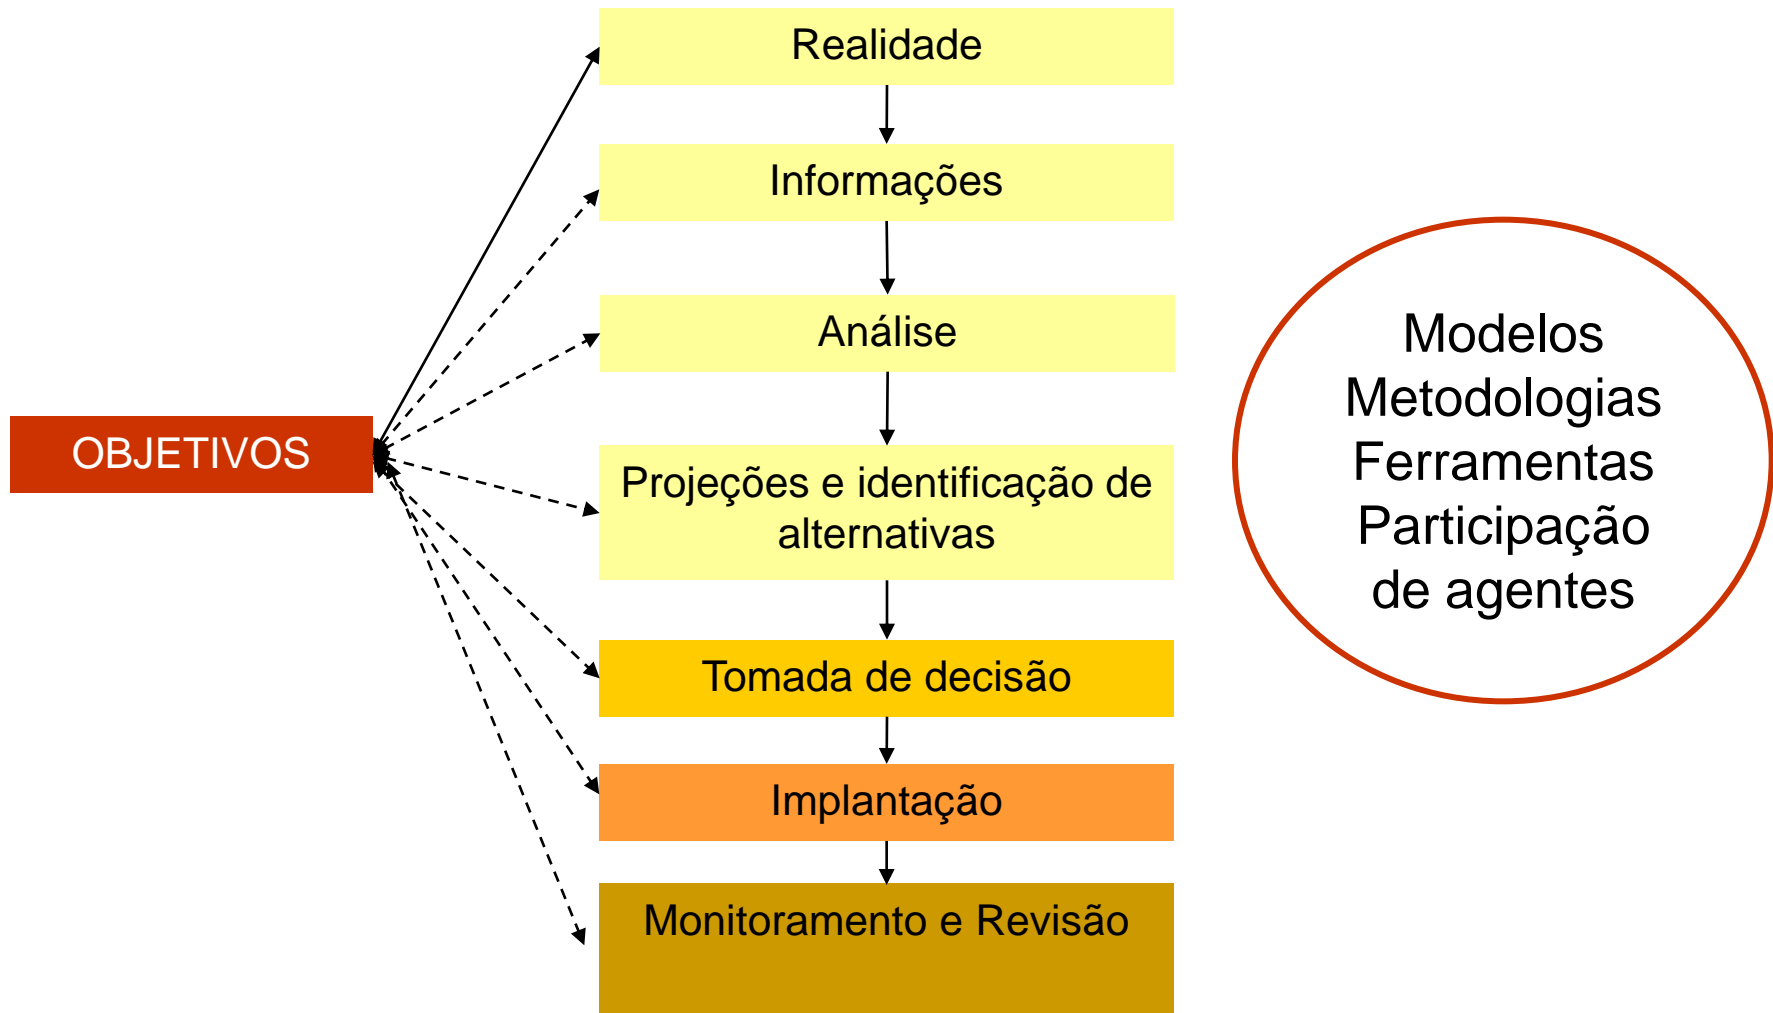 Realidade
Informações
Análise
OBJETIVOS
Projeções e identificação de
alternativas
Tomada de decisão
Implantação
Monitoramento e Revisão
Modelos
Metodologias
Ferramentas
Participação
de agentes